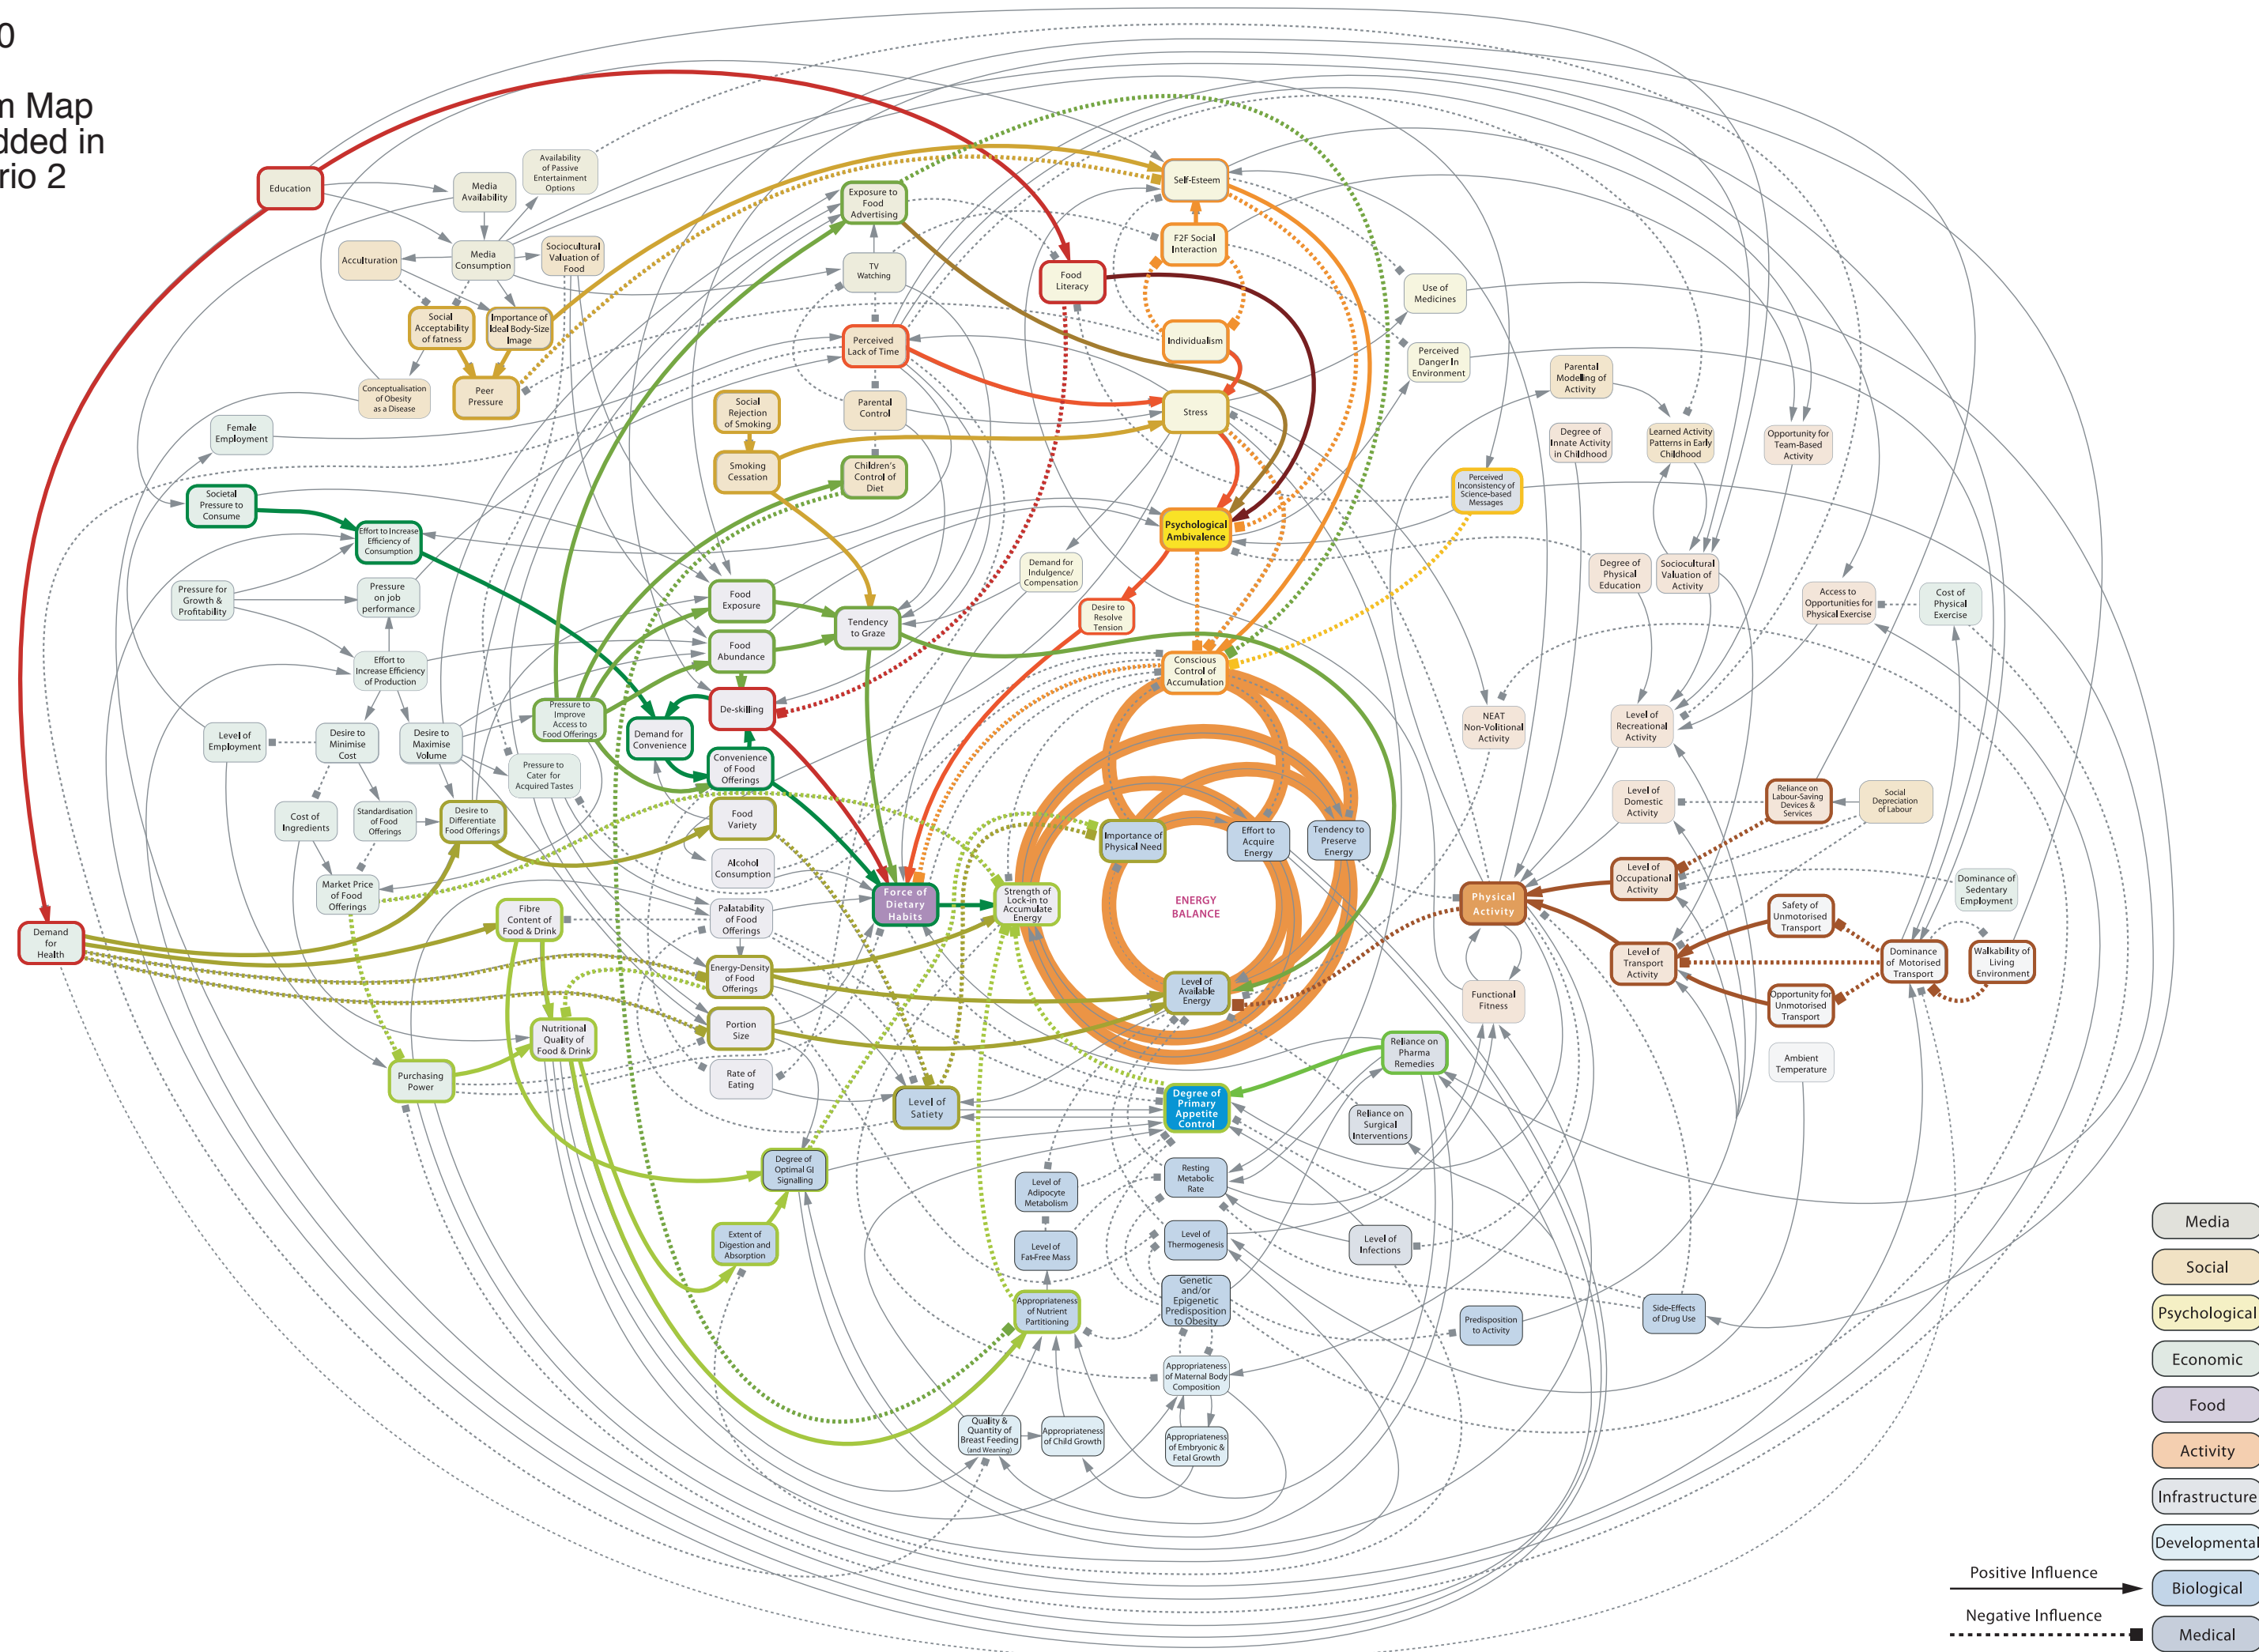 0
m Map
dded in
rio 2
Education
Media
Availability
Availability
of Passive
Entertainment
Options
Media
Consumption
Sociocultural
Valuation of
Food
Acculturation
Social
Acceptability
of fatness
Importance of
Ideal Body-Size
Image
Conceptualisation
of Obesity
as a Disease
Peer
Pressure
Exposure to
Food
Advertising
TV
Watching
Perceived
Lack of Time
Parental
Control
Children's
Control of
Diet
Social
Rejection
of Smoking
Smoking
Cessation
Self-Esteem
F2F Social
Interaction
Food
Literacy
Individualism
Stress
Psychological
Ambivalence
Demand for
Indulgence/
Compensation
Desire to
Resolve
Tension
Conscious
Control of
Accumulation
Use of
Medicines
Perceived
Danger In
Environment
Perceived
Inconsistency of
Science-based
Messages
Parental
Modeling of
Activity
Degree of
Innate Activity
in Childhood
Learned Activity
Patterns in Early
Childhood
Opportunity for
Team-Based
Activity
Degree of
Physical
Education
Sociocultural
Valuation of
Activity
Access to
Opportunities for
Physical Exercise
Cost of
Physical
Exercise
Female
Employment
Societal
Pressure to
Consume
Effort to Increase
Efficiency of
Consumption
Pressure for
Growth &
Profitability
Pressure
on job
performance
Effort to
Increase Efficiency
of Production
Level of
Employment
Desire to
Minimise
Cost
Desire to
Maximise
Volume
Pressure to
Improve
Access to
Food Offerings
Pressure to
Cater for
Acquired Tastes
Cost of
Ingredients
Standardisation
of Food
Offerings
Desire to
Differentiate
Food Offerings
Market Price
of Food
Offerings
Demand
for
Health
Purchasing
Power
Fibre
Content of
Food & Drink
Nutritional
Quality of
Food & Drink
Food
Exposure
Food
Abundance
Tendency
to Graze
De-skilling
Demand for
Convenience
Convenience
of Food
Offerings
Food
Variety
Alcohol
Consumption
Palatability
of Food
Offerings
Energy-Density
of Food
Offerings
Portion
Size
Rate of
Eating
Force of
Dietary
Habits
Strength of
Lock-in to
Accumulate
Energy
Importance of
Physical Need
Effort to
Acquire
Energy
Tendency to
Preserve
Energy
ENERGY
BALANCE
Level of
Available
Energy
NEAT
Non-Volitional
Activity
Level of
Recreational
Activity
Level of
Domestic
Activity
Reliance on
Labour-Saving
Devices &
Services
Social
Depreciation
of Labour
Level of
Occupational
Activity
Physical
Activity
Dominance of
Sedentary
Employment
Safety of
Unmotorised
Transport
Level of
Transport
Activity
Dominance
of Motorised
Transport
Walkability of
Living
Environment
Opportunity for
Unmotorised
Transport
Functional
Fitness
Ambient
Temperature
Reliance on
Pharma
Remedies
Level of
Satiety
Degree of
Primary
Appetite
Control
Reliance on
Surgical
Interventions
Degree of
Optimal GI
Signalling
Extent of
Digestion and
Absorption
Level of
Adipocyte
Metabolism
Resting
Metabolic
Rate
Level of
Fat-Free Mass
Level of
Thermogenesis
Level of
Infections
Appropriateness
of Nutrient
Partitioning
Genetic
and/or
Epigenetic
Predisposition
to Obesity
Predisposition
to Activity
Side-Effects
of Drug Use
Appropriateness
of Maternal Body
Composition
Quality &
Quantity of
Breast Feeding
(and Weaning)
Appropriateness
of Child Growth
Appropriateness
of Embryonic &
Fetal Growth
Media
Social
Psychological
Economic
Food
Activity
Infrastructure
Developmental
Positive Influence
Biological
Negative Influence
Medical